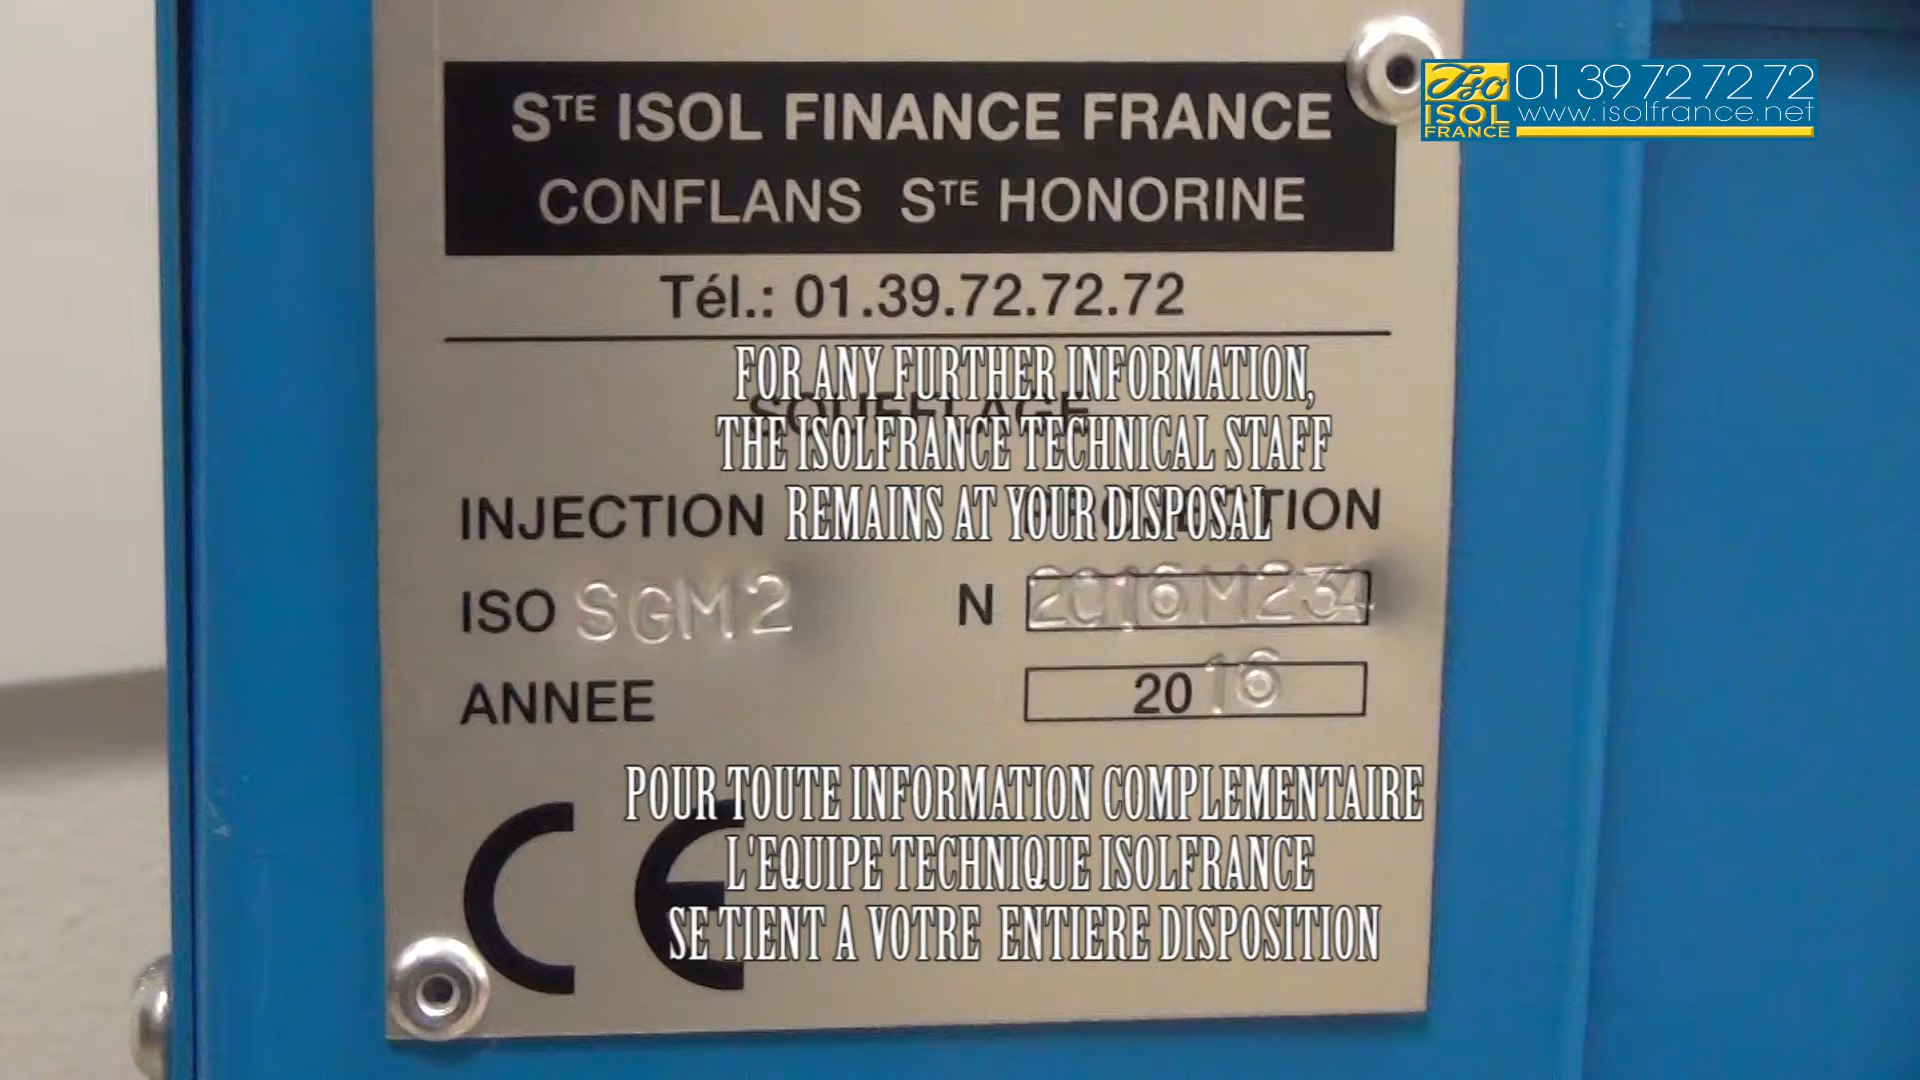 STE ISOL FINANCE FRANCE
CONFLANS STE HONORINE
Tél.: 01.39.72.72.72
Iso
ISOL
FRANCE
01 39 72 72 72
www.isolfrance.net
FOR ANY FURTHER INFORMATION,
SOUFFLAGE
THE ISOLFRANCE TECHNICAL STAFF
REMAINS AT YOUR DISPOSAL
INJECTION PROJECTION
ISO SGM2 N 2016M234
ANNEE 2016
POUR TOUTE INFORMATION COMPLEMENTAIRE
L'EQUIPE TECHNIQUE ISOLFRANCE
SE TIENT A VOTRE ENTIERE DISPOSITION
CE